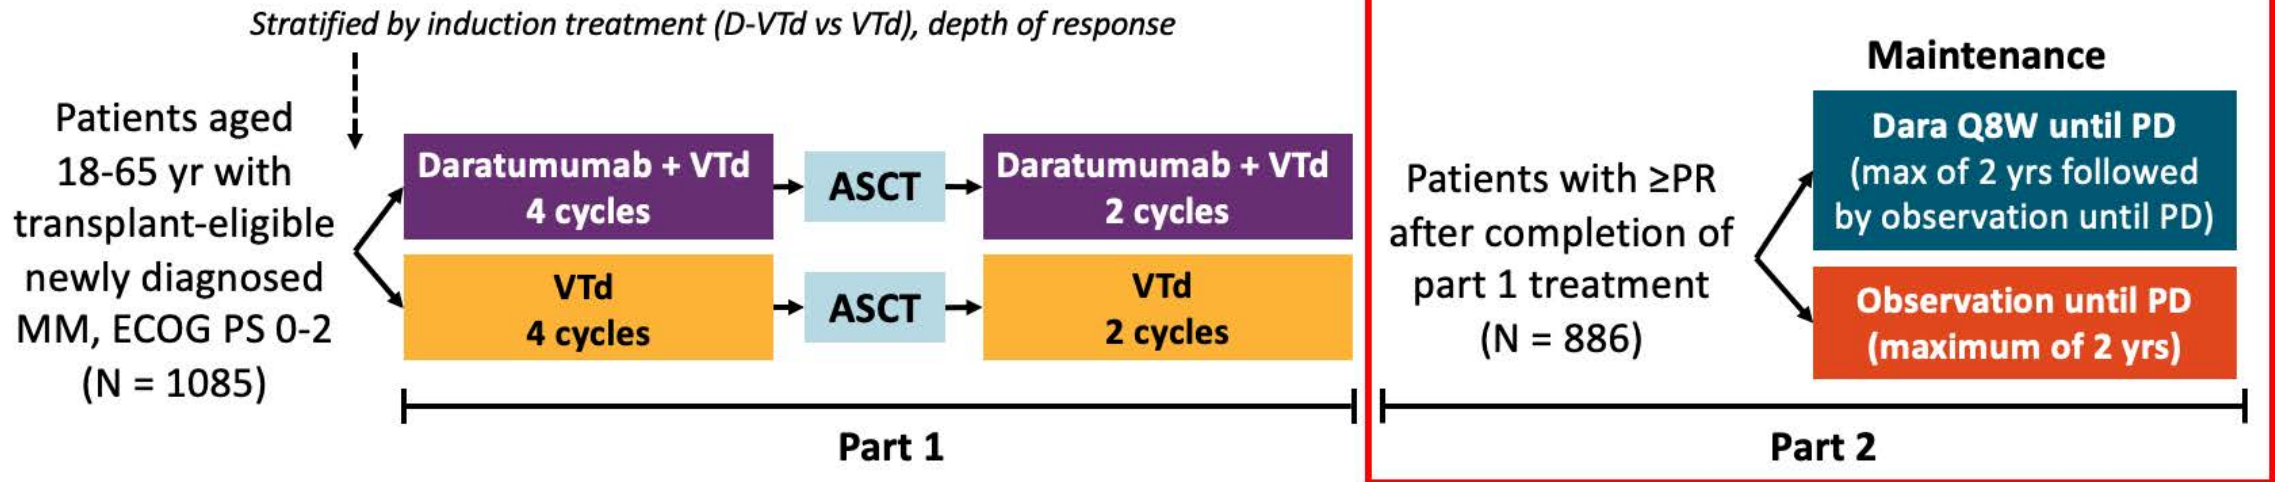 Stratified by induction treatment (D-VTd vs VTd), depth of response
Patients aged
18-65 yr with
transplant-eligible
newly diagnosed
MM, ECOG PS 0-2
(N = 1085)
Daratumumab + VTd
4 cycles
ASCT
Daratumumab + VTd
2 cycles
VTd
4 cycles
ASCT
VTd
2 cycles
Part 1
Patients with ≥PR
after completion of
part 1 treatment
(N = 886)
Maintenance
Dara Q8W until PD
(max of 2 yrs followed
by observation until PD)
Observation until PD
(maximum of 2 yrs)
Part 2